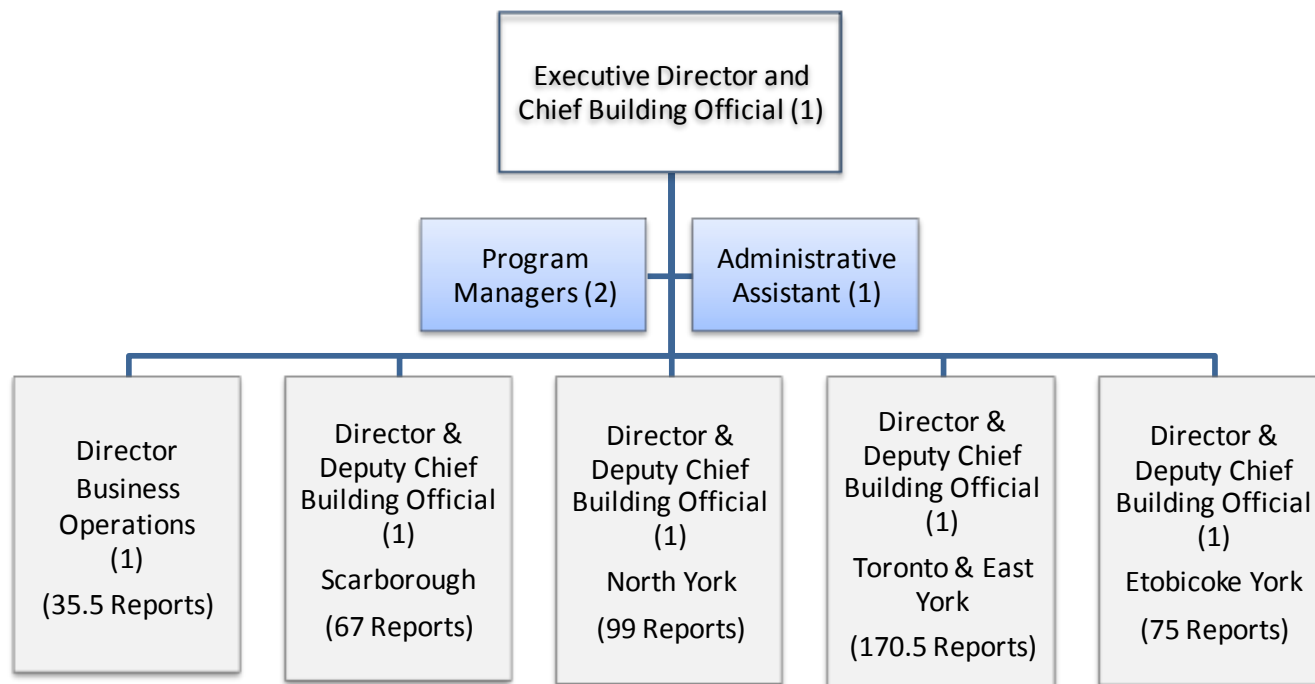 Executive Director and
Chief Building Official (1)
Program
Managers (2)
Administrative
Assistant (1)
Director
Business
Operations
(1)
(35.5 Reports)
Director &
Deputy Chief
Building Official
(1)
Scarborough
(67 Reports)
Director &
Deputy Chief
Building Official
(1)
North York
(99 Reports)
Director &
Deputy Chief
Building Official
(1)
Toronto & East
York
(170.5 Reports)
Director &
Deputy Chief
Building Official
(1)
Etobicoke York
(75 Reports)